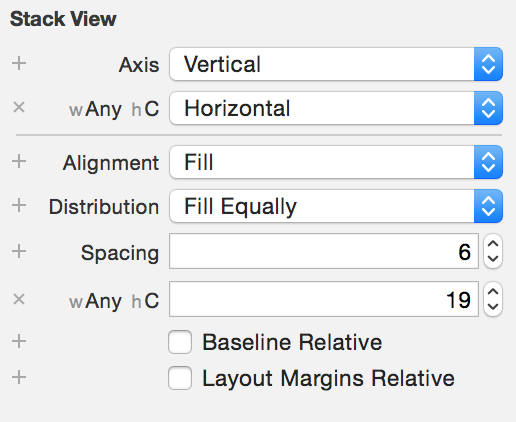 Stack View
+ Axis Vertical
× wAny hC Horizontal
+ Alignment Fill
+ Distribution Fill Equally
+ Spacing 6
× wAny hC 19
+ Baseline Relative
+ Layout Margins Relative